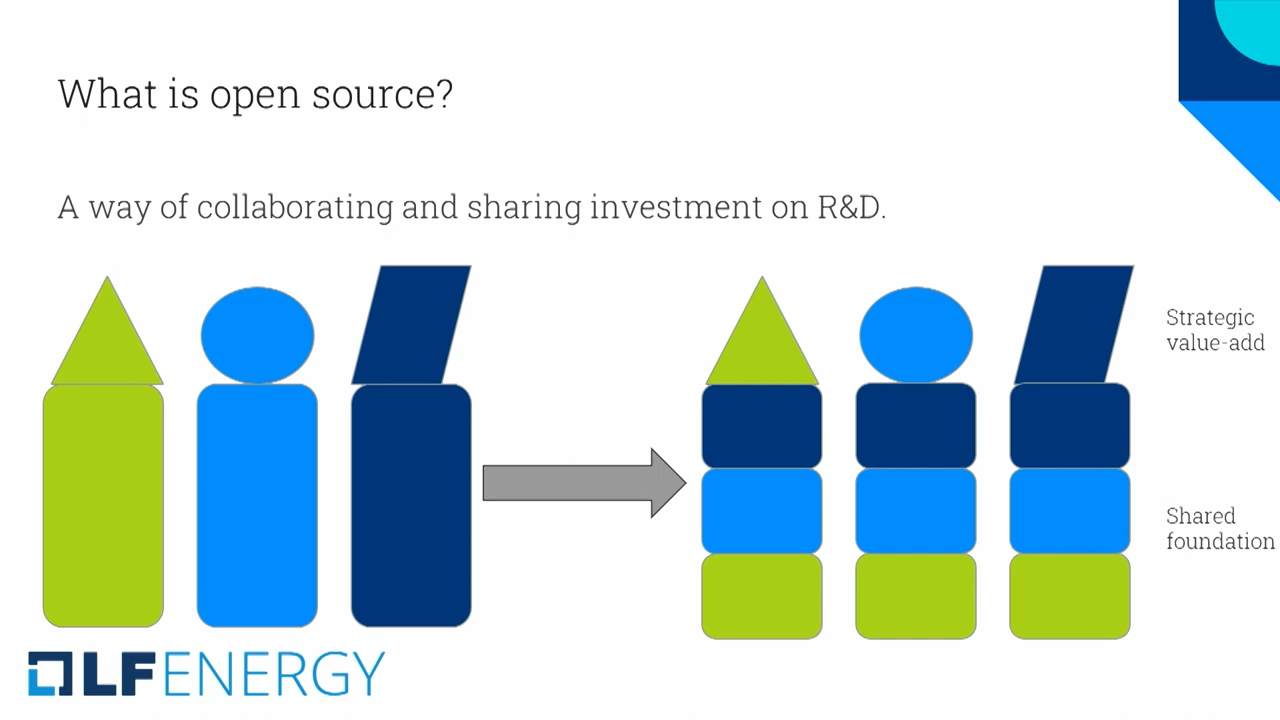 What is open source?
A way of collaborating and sharing investment on R&D.
Strategic
value-add
Shared
foundation
LFENERGY